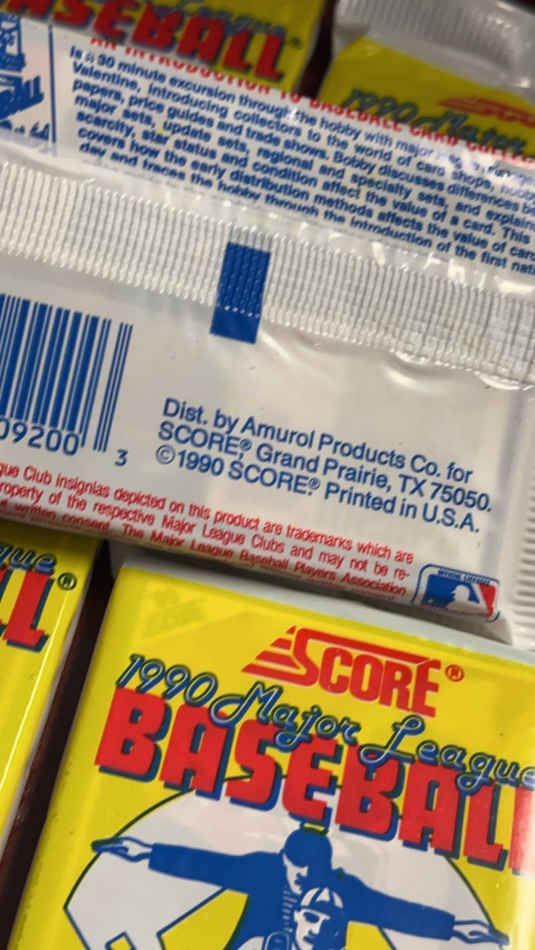 League
BASEBALL
AN INTRODUCTION TO BASEBALL CARD
Is a 30 minute excursion through the hobby with major
Valentine, introducing collectors to the world of card shops,
papers, price guides and trade shows. Bobby discusses differences
major sets, update sets, regional and specialty sets, and explains
scarcity, star status and condition affect the value of a card. This
covers how the early distribution methods affects the value of
day and traces the hobby through the introduction of the first
1990 Major
09200 3
Dist. by Amurol Products Co. for
SCORE® Grand Prairie, TX 75050.
©1990 SCORE® Printed in U.S.A.
gue Club Insignias depicted on this product are trademarks which are
roperty of the respective Major League Clubs and may not be re-
written consent. The Major League Baseball Players Association
gue
LL®
SCORE®
1990 Major League
BASEBALL